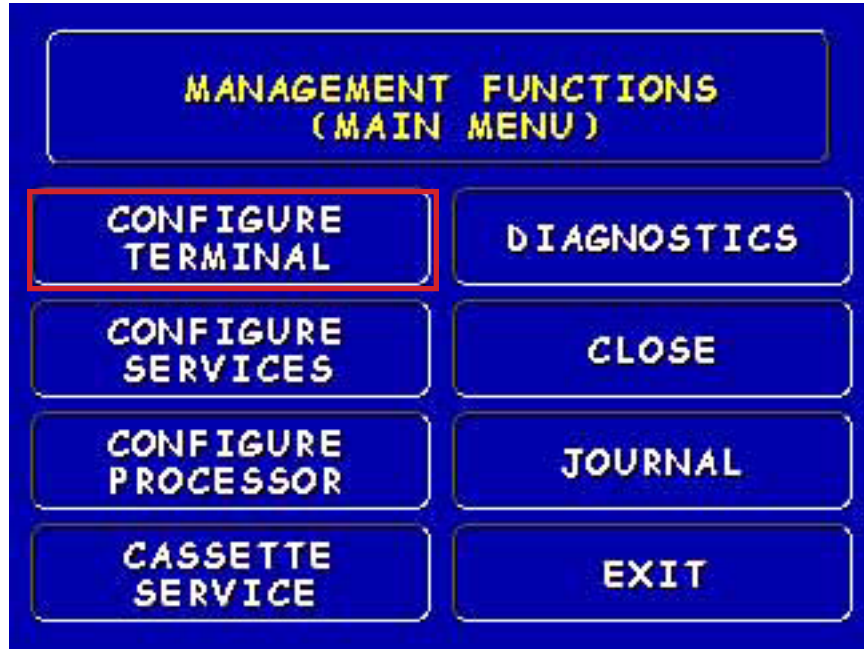 MANAGEMENT FUNCTIONS
(MAIN MENU)
CONFIGURE
TERMINAL
DIAGNOSTICS
CONFIGURE
SERVICES
CLOSE
CONFIGURE
PROCESSOR
JOURNAL
CASSETTE
SERVICE
EXIT